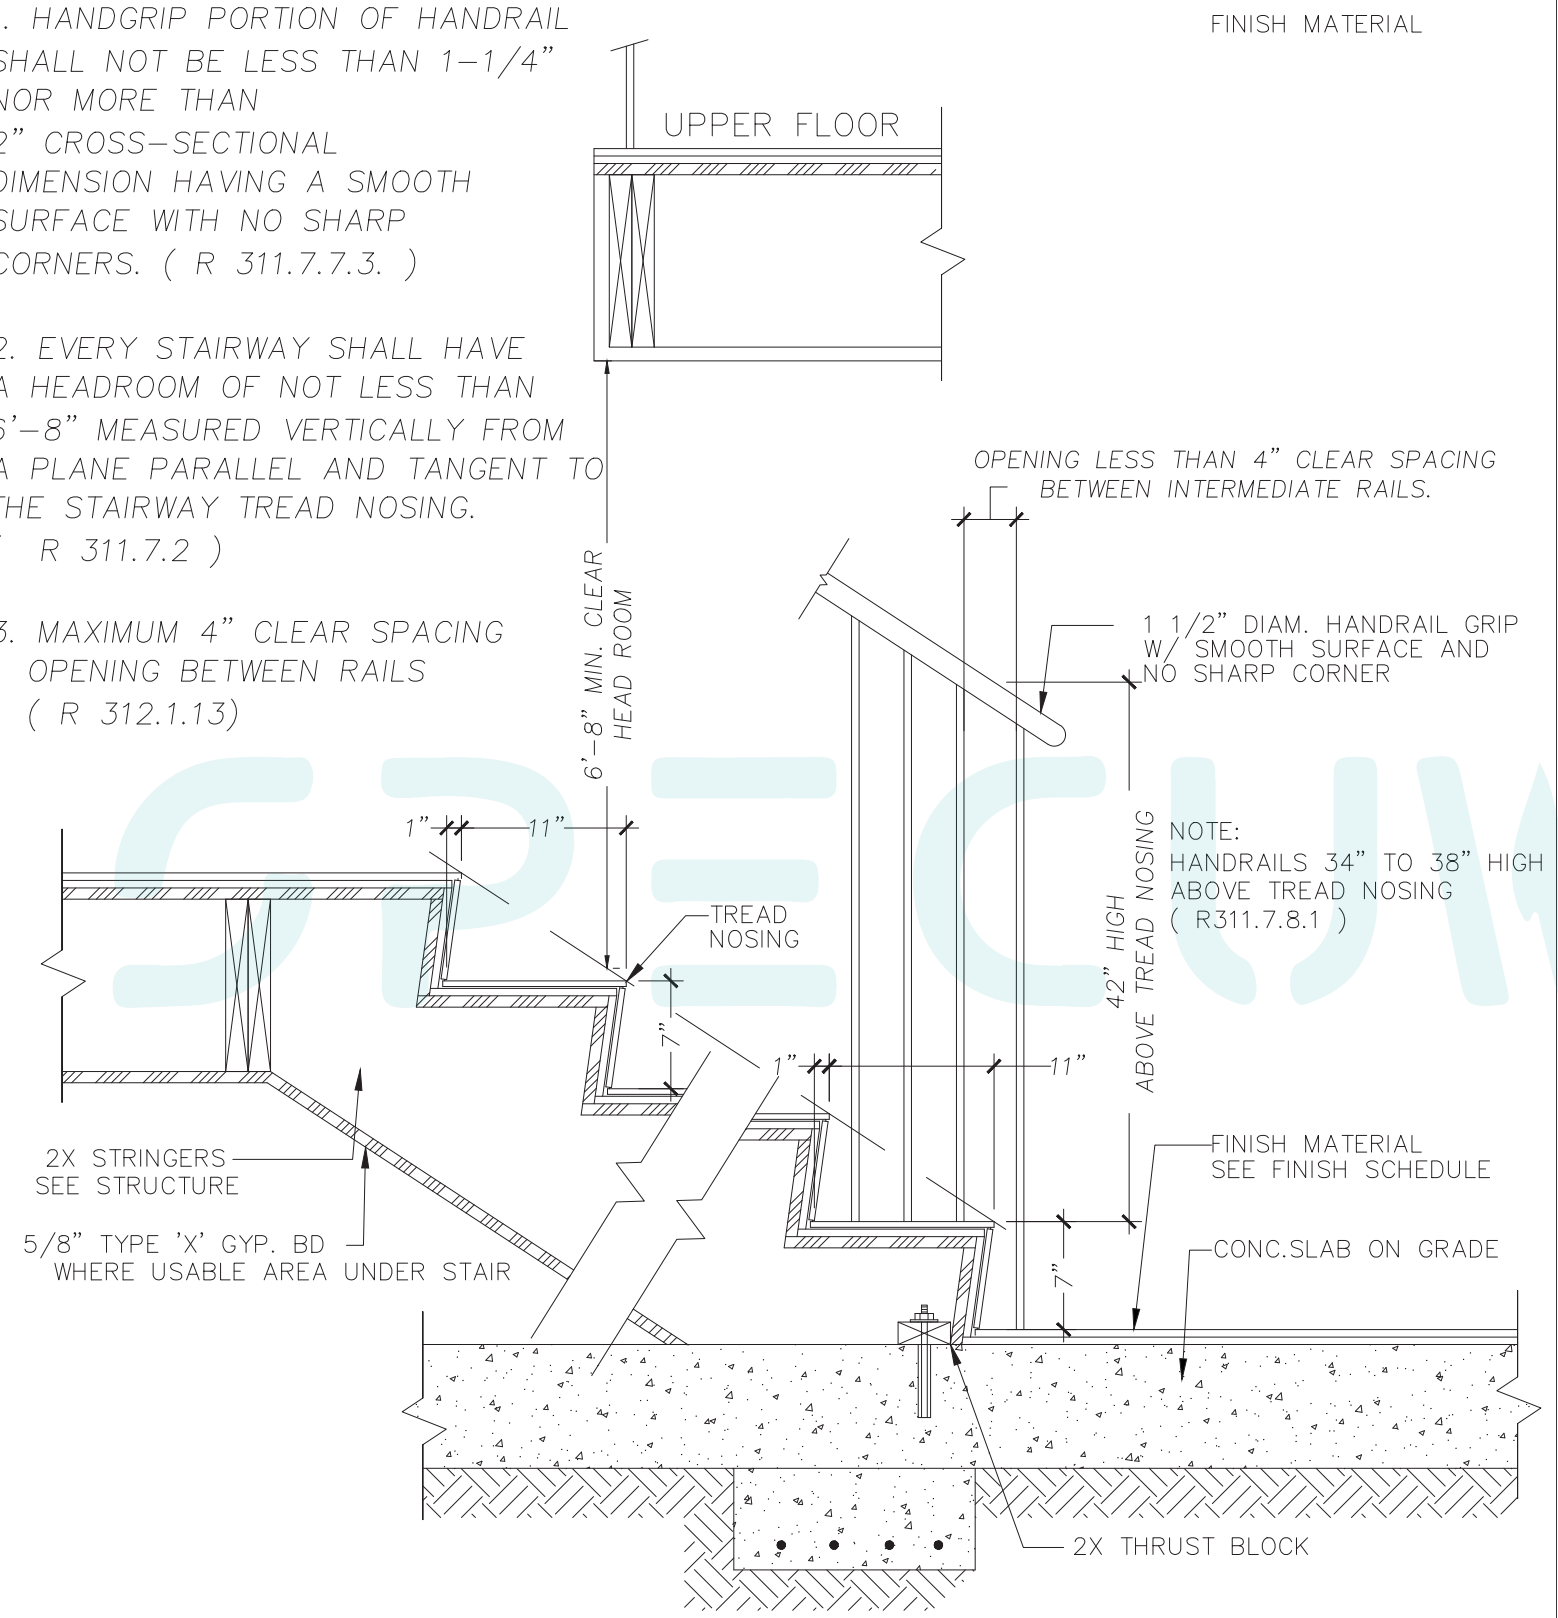 . HANDGRIP PORTION OF HANDRAIL
SHALL NOT BE LESS THAN 1-1/4"
NOR MORE THAN
2" CROSS-SECTIONAL
DIMENSION HAVING A SMOOTH
SURFACE WITH NO SHARP
CORNERS. ( R 311.7.7.3. )
2. EVERY STAIRWAY SHALL HAVE
A HEADROOM OF NOT LESS THAN
6'-8" MEASURED VERTICALLY FROM
A PLANE PARALLEL AND TANGENT TO
THE STAIRWAY TREAD NOSING.
( R 311.7.2 )
3. MAXIMUM 4" CLEAR SPACING
OPENING BETWEEN RAILS
( R 312.1.13)
FINISH MATERIAL
UPPER FLOOR
OPENING LESS THAN 4" CLEAR SPACING
BETWEEN INTERMEDIATE RAILS.
6'-8" MIN. CLEAR
HEAD ROOM
1 1/2" DIAM. HANDRAIL GRIP
W/ SMOOTH SURFACE AND
NO SHARP CORNER
1"
11"
NOTE:
HANDRAILS 34" TO 38" HIGH
ABOVE TREAD NOSING
( R311.7.8.1 )
42" HIGH
ABOVE TREAD NOSING
TREAD
NOSING
7"
1"
11"
2X STRINGERS
SEE STRUCTURE
5/8" TYPE 'X' GYP. BD
WHERE USABLE AREA UNDER STAIR
FINISH MATERIAL
SEE FINISH SCHEDULE
CONC.SLAB ON GRADE
7"
2X THRUST BLOCK